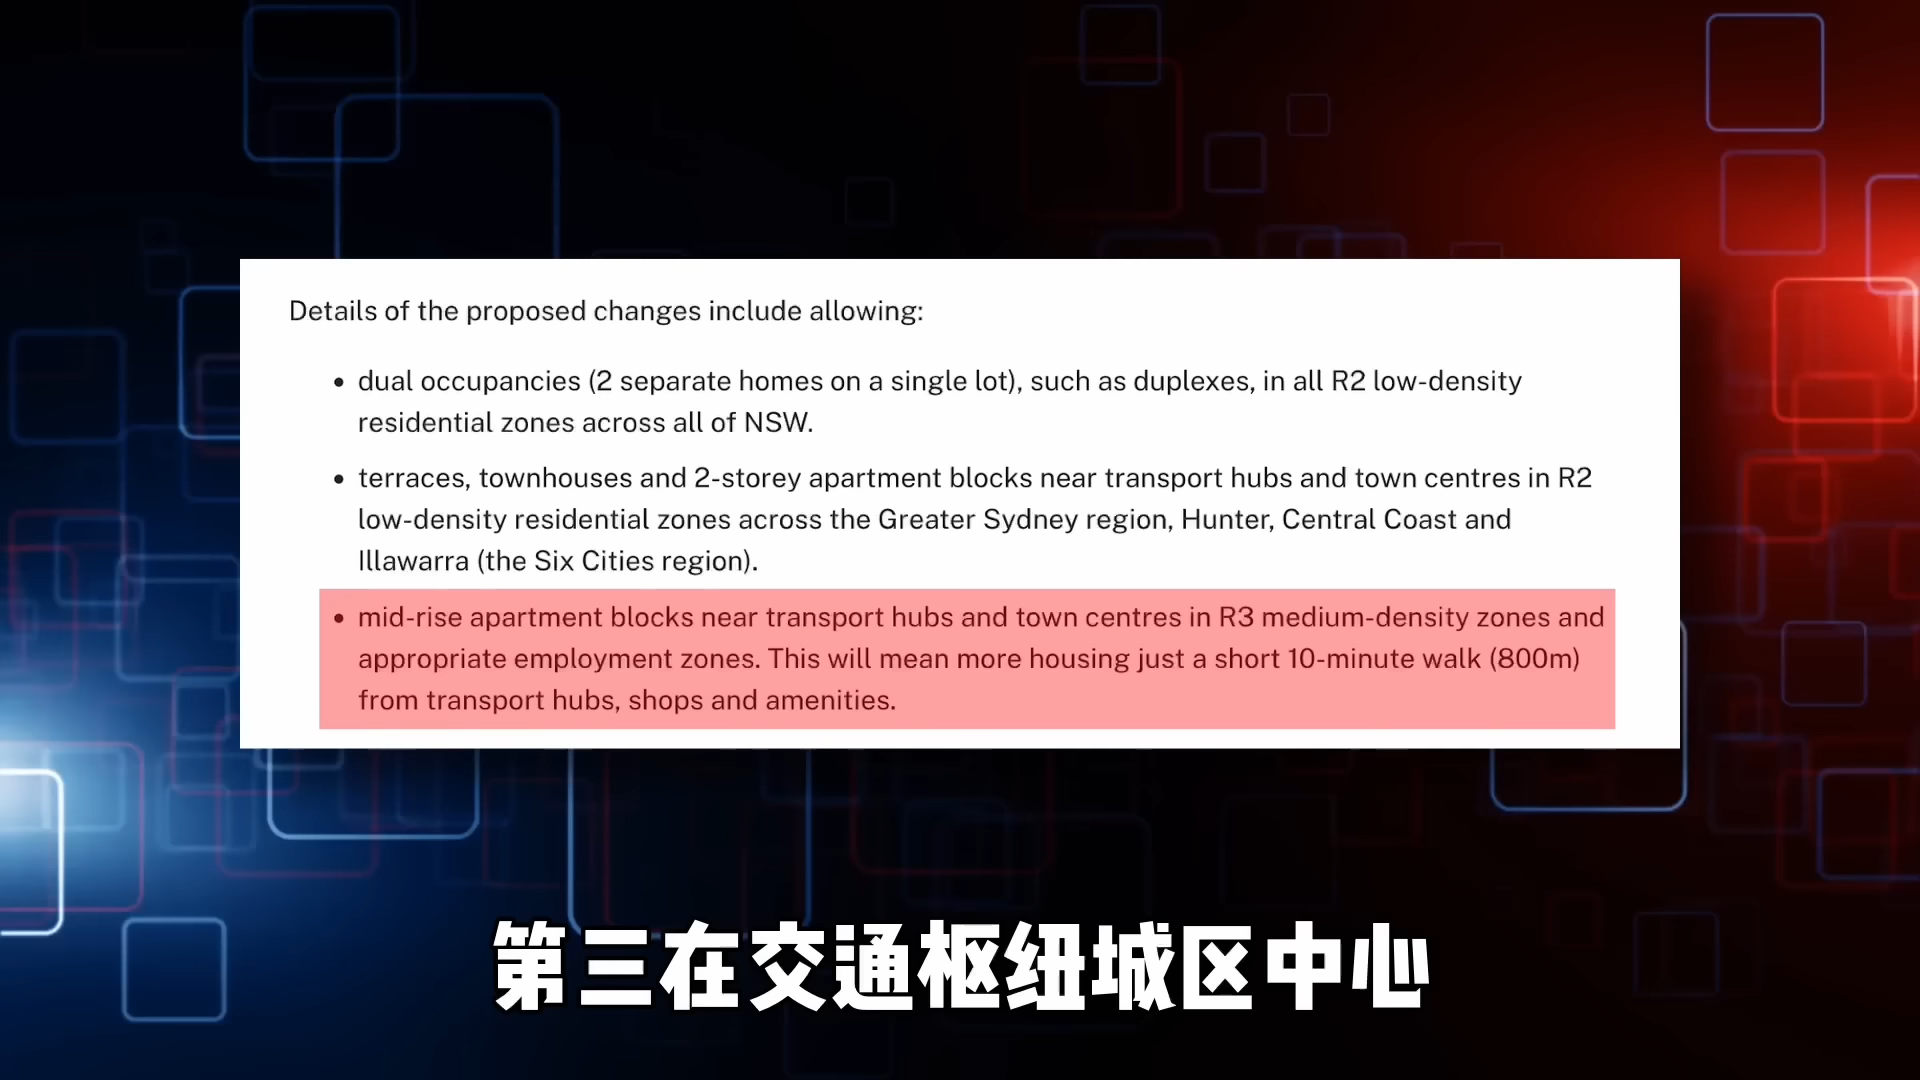 Details of the proposed changes include allowing:
• dual occupancies (2 separate homes on a single lot), such as duplexes, in all R2 low-density
residential zones across all of NSW.
• terraces, townhouses and 2-storey apartment blocks near transport hubs and town centres in R2
low-density residential zones across the Greater Sydney region, Hunter, Central Coast and
Illawarra (the Six Cities region).
• mid-rise apartment blocks near transport hubs and town centres in R3 medium-density zones and
appropriate employment zones. This will mean more housing just a short 10-minute walk (800m)
from transport hubs, shops and amenities.
第三在交通枢纽城区中心